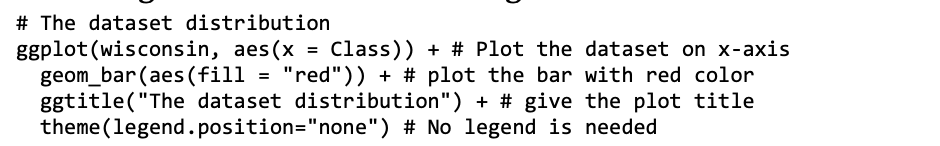 # The dataset distribution
ggplot(wisconsin, aes(x = Class)) + # Plot the dataset on x-axis
  geom_bar(aes(fill = "red")) + # plot the bar with red color
  ggtitle("The dataset distribution") + # give the plot title
  theme(legend.position="none") # No legend is needed